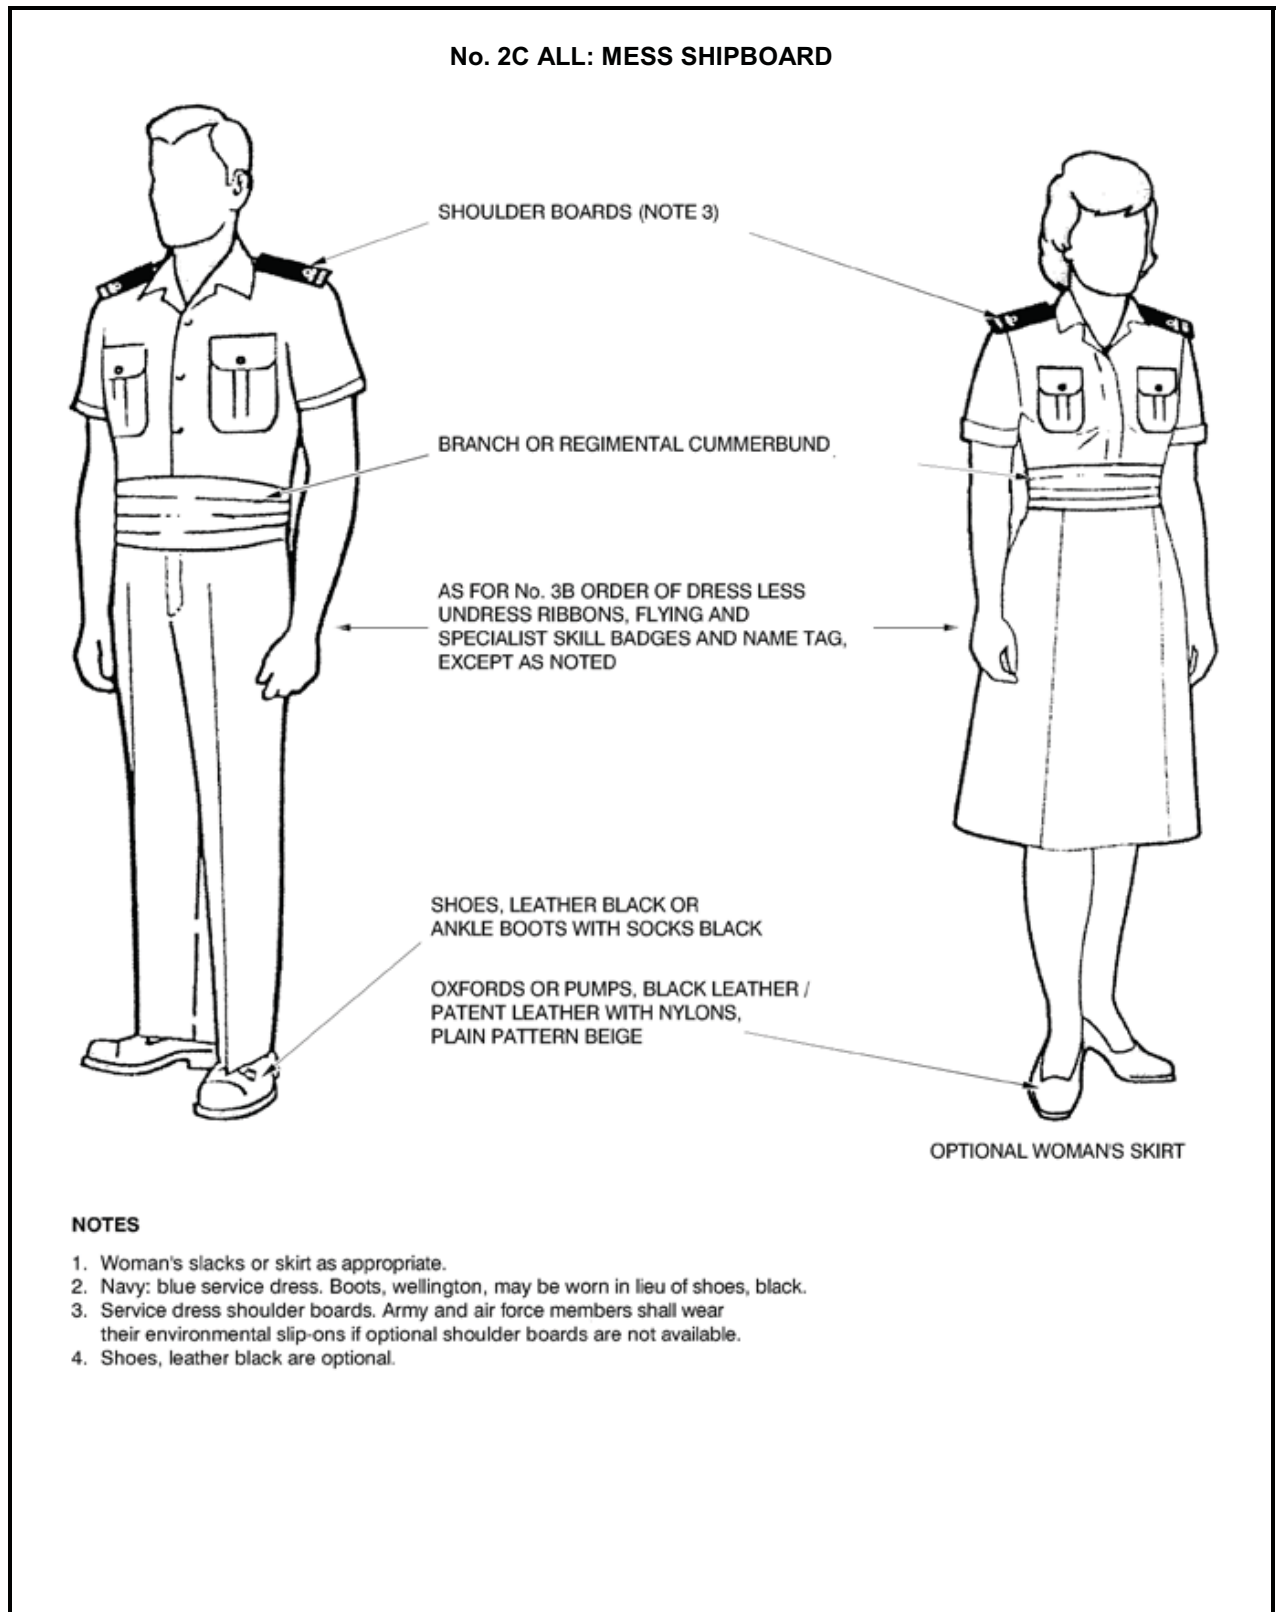 No. 2C ALL: MESS SHIPBOARD
SHOULDER BOARDS (NOTE 3)
BRANCH OR REGIMENTAL CUMMERBUND
AS FOR No. 3B ORDER OF DRESS LESS
UNDRESS RIBBONS, FLYING AND
SPECIALIST SKILL BADGES AND NAME TAG,
EXCEPT AS NOTED
SHOES, LEATHER BLACK OR
ANKLE BOOTS WITH SOCKS BLACK
OXFORDS OR PUMPS, BLACK LEATHER /
PATENT LEATHER WITH NYLONS,
PLAIN PATTERN BEIGE
OPTIONAL WOMAN'S SKIRT
NOTES
1. Woman's slacks or skirt as appropriate.
2. Navy: blue service dress. Boots, wellington, may be worn in lieu of shoes, black.
3. Service dress shoulder boards. Army and air force members shall wear
their environmental slip-ons if optional shoulder boards are not available.
4. Shoes, leather black are optional.